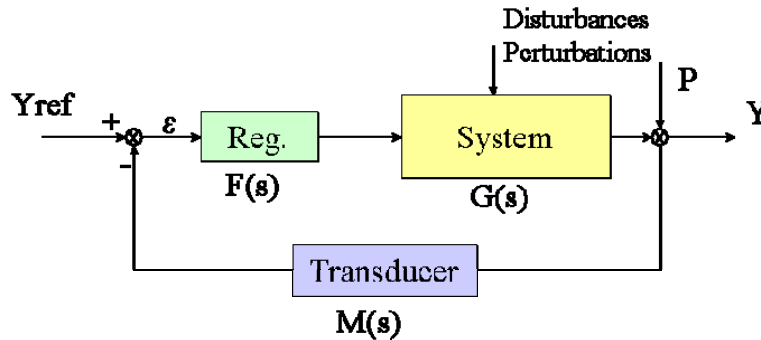 Disturbances
Perturbations
P
Yref
+
ε
Reg.
System
Y
-
F(s)
G(s)
Transducer
M(s)